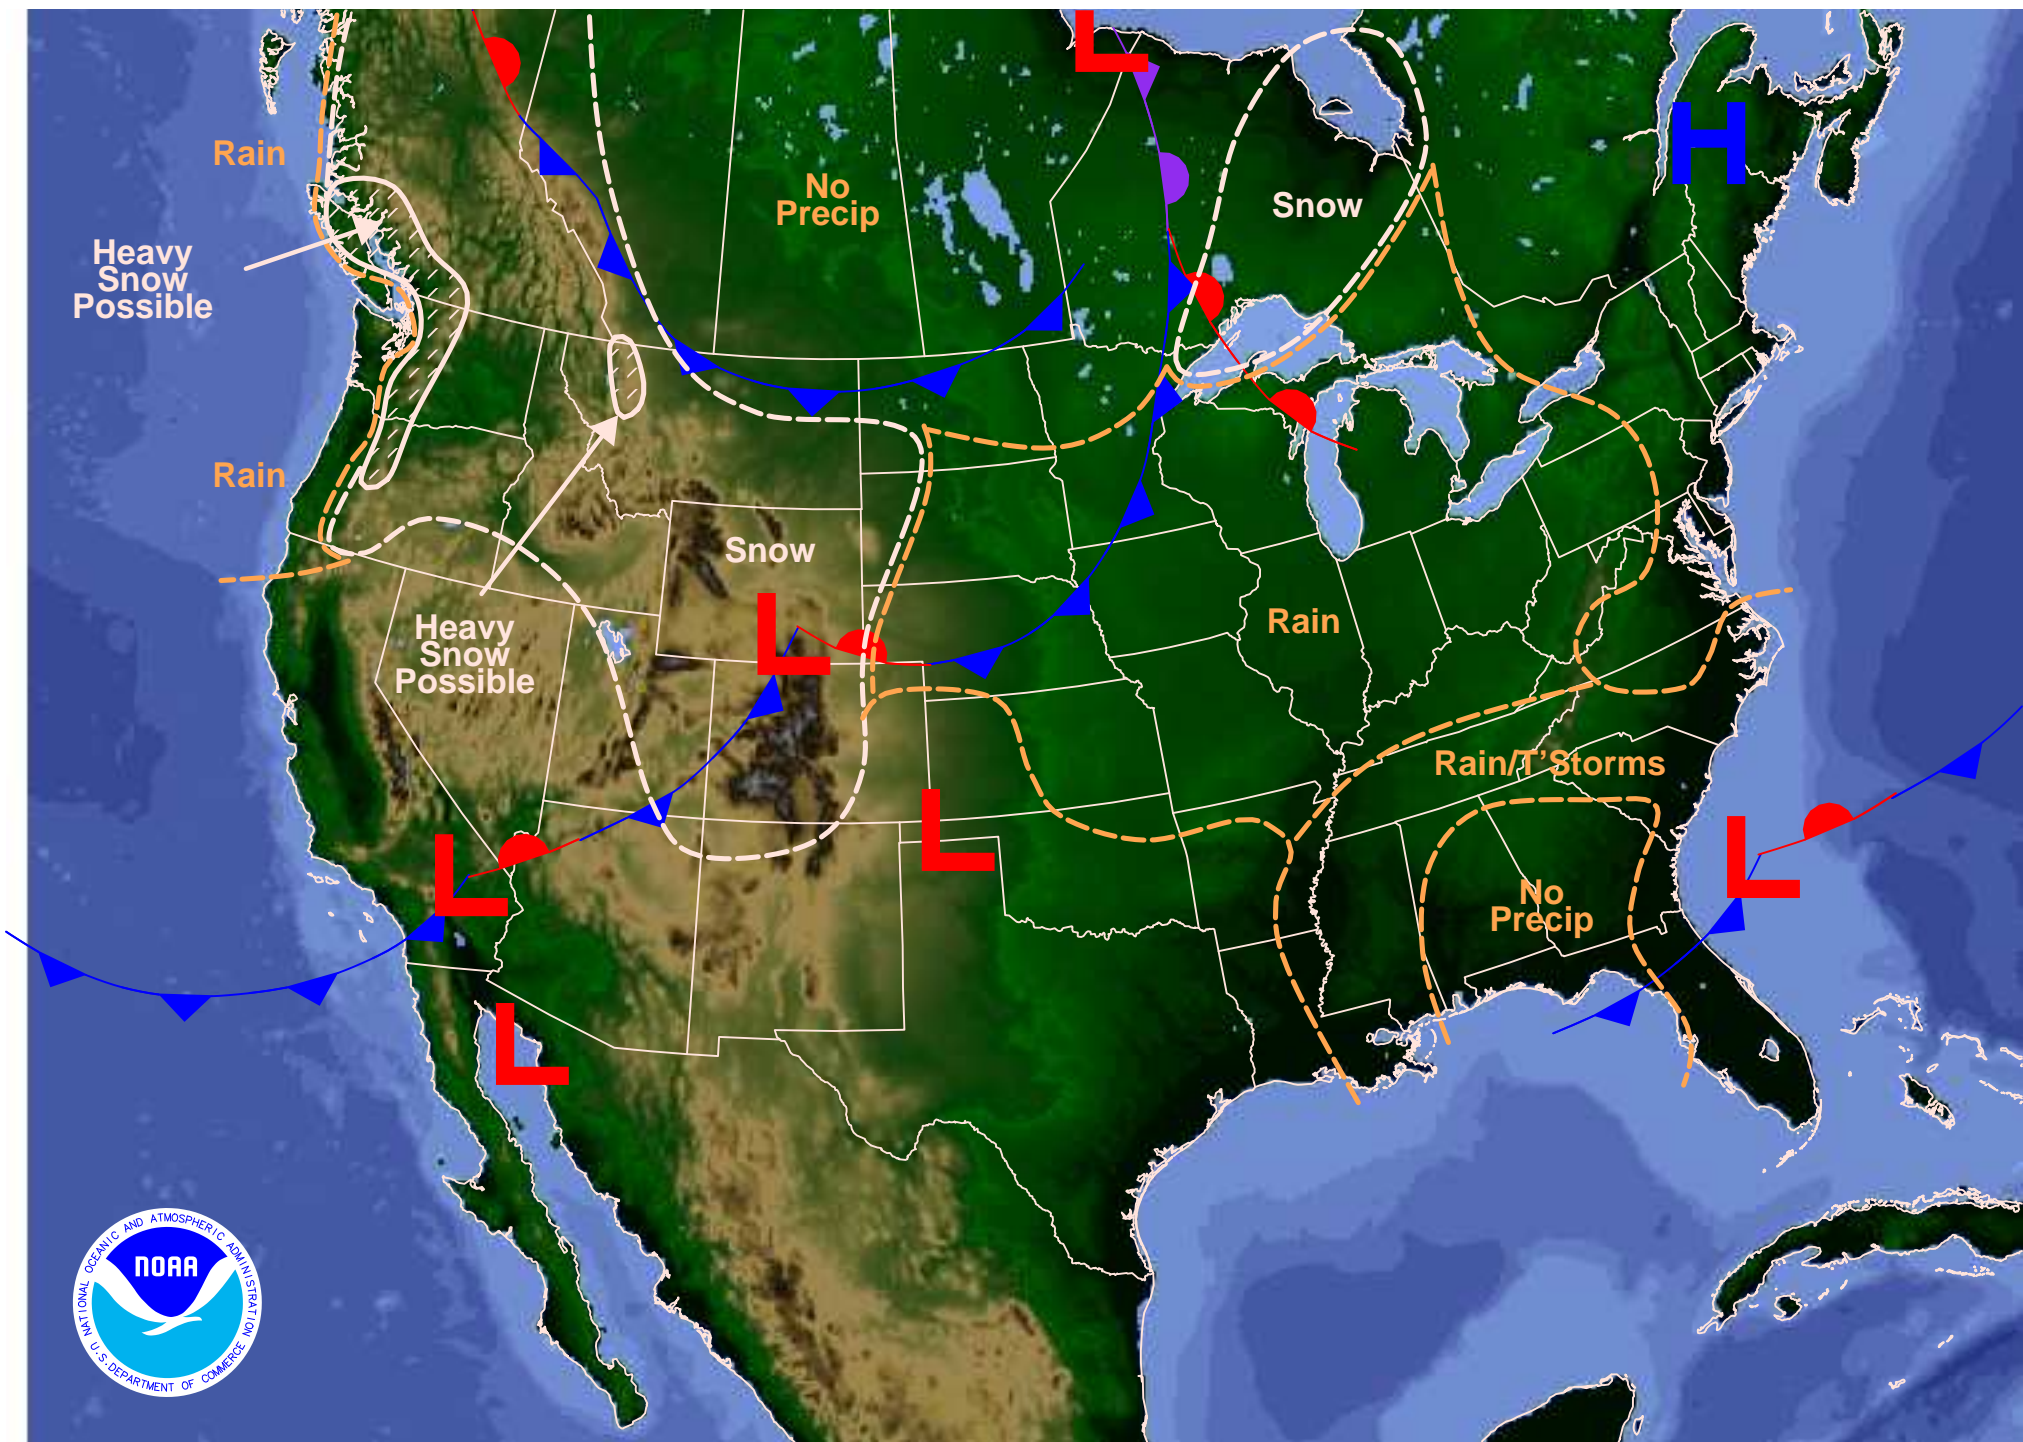 L
Rain
No
Precip
H
Snow
Heavy
Snow
Possible
Rain
Snow
L
Heavy
Snow
Possible
Rain
Rain/T'Storms
L
L
L
No
Precip
L
NATIONAL OCEANIC AND ATMOSPHERIC ADMINISTRATION
NOAA
U.S. DEPARTMENT OF COMMERCE